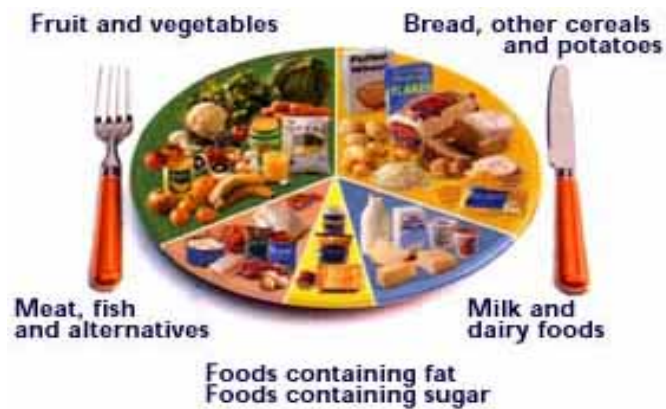 Fruit and vegetables
Bread, other cereals
and potatoes
FLAKES
Meat, fish
and alternatives
Milk and
dairy foods
Foods containing fat
Foods containing sugar